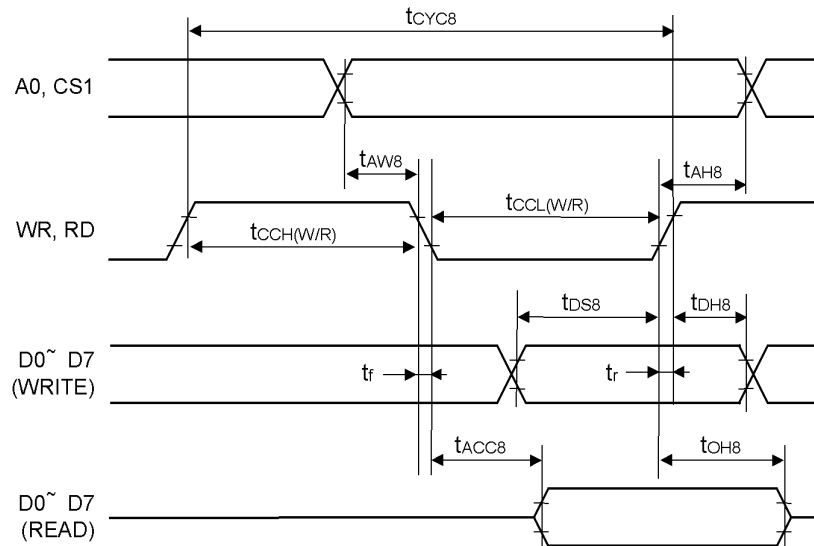 tCYC8
A0, CS1
tAW8
tAH8
WR, RD
tCCH(W/R)
tCCL(W/R)
tDS8
tDH8
D0~ D7
(WRITE)
tf
tr
tACC8
tOH8
D0~ D7
(READ)